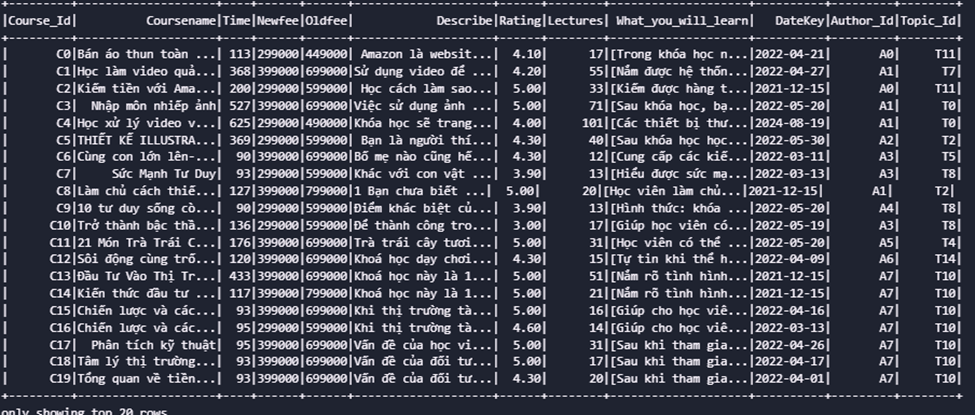 |Course_Id| Coursename|Time|Newfee|Oldfee| Describe|Rating|Lectures| What_you_will_learn| DateKey|Author_Id|Topic_Id|
| C0|Bán áo thun toàn ...| 113|299000|449000| Amazon là websit...| 4.10| 17|[Trong khóa học n...|2022-04-21| A0| T11|
| C1|Học làm video quả...| 368|399000|699000|Sử dụng video để ...| 4.20| 55|[Nắm được hệ thốn...|2022-04-27| A1| T7|
| C2|Kiếm tiền với Ama...| 200|299000|599000| Học cách làm sao...| 5.00| 33|[Kiếm được hàng t...|2021-12-15| A0| T11|
| C3| Nhập môn nhiếp ảnh| 527|399000|699000|Việc sử dụng ảnh ...| 5.00| 71|[Sau khóa học, bạ...|2022-05-20| A1| T0|
| C4|Học xử lý video v...| 625|299000|490000|Khóa học sẽ trang...| 4.00| 101|[Các thiết bị thư...|2024-08-19| A1| T0|
| C5|THIẾT KẾ ILLUSTRA...| 369|299000|599000| Bạn là người thí...| 4.30| 40|[Sau khóa học học...|2022-05-30| A2| T2|
| C6|Cùng con lớn lên-...| 90|399000|699000|Bố mẹ nào cũng hế...| 4.30| 12|[Cung cấp các kiế...|2022-03-11| A3| T5|
| C7| Sức Mạnh Tư Duy| 93|299000|599000|Khác với con vật ...| 3.90| 13|[Hiểu được sức mạ...|2022-03-13| A3| T8|
| C8|Làm chủ cách thiế...| 127|399000|799000|1 Bạn chưa biết ...| 5.00| 20|[Học viên làm chủ...|2021-12-15| A1| T2|
| C9|10 tư duy sống cò...| 90|299000|599000|Điểm khác biệt củ...| 3.90| 13|[Hình thức: khóa ...|2022-05-20| A4| T8|
| C10|Trở thành bậc thầ...| 136|299000|599000|Để thành công tro...| 3.00| 17|[Giúp học viên có...|2022-05-19| A3| T8|
| C11|21 Món Trà Trái C...| 176|399000|699000|Trà trái cây tươi...| 5.00| 31|[Học viên có thể ...|2022-05-20| A5| T4|
| C12|Sôi động cùng trố...| 120|399000|699000|Khoá học dạy chơi...| 4.30| 15|[Tự tin khi thể h...|2022-04-09| A6| T14|
| C13|Đầu Tư Vào Thị Tr...| 433|399000|699000|Khoá học này là 1...| 5.00| 51|[Nắm rõ tình hình...|2021-12-15| A7| T10|
| C14|Kiến thức đầu tư ...| 117|399000|799000|Khoá học này là 1...| 5.00| 21|[Nắm rõ tình hình...|2021-12-15| A7| T10|
| C15|Chiến lược và các...| 93|399000|699000|Khi thị trường tà...| 5.00| 16|[Giúp cho học viê...|2022-04-16| A7| T10|
| C16|Chiến lược và các...| 95|299000|599000|Khi thị trường tà...| 4.60| 14|[Giúp cho học viê...|2022-03-13| A7| T10|
| C17| Phân tích kỹ thuật| 95|399000|699000|Vấn đề của học vi...| 5.00| 31|[Sau khi tham gia...|2022-04-26| A7| T10|
| C18|Tâm lý thị trường...| 93|399000|699000|Vấn đề của đối tư...| 5.00| 17|[Sau khi tham gia...|2022-04-17| A7| T10|
| C19|Tổng quan về tiền...| 93|399000|699000|Vấn đề của đối tư...| 4.30| 20|[Sau khi tham gia...|2022-04-01| A7| T10|
only showing top 20 rows